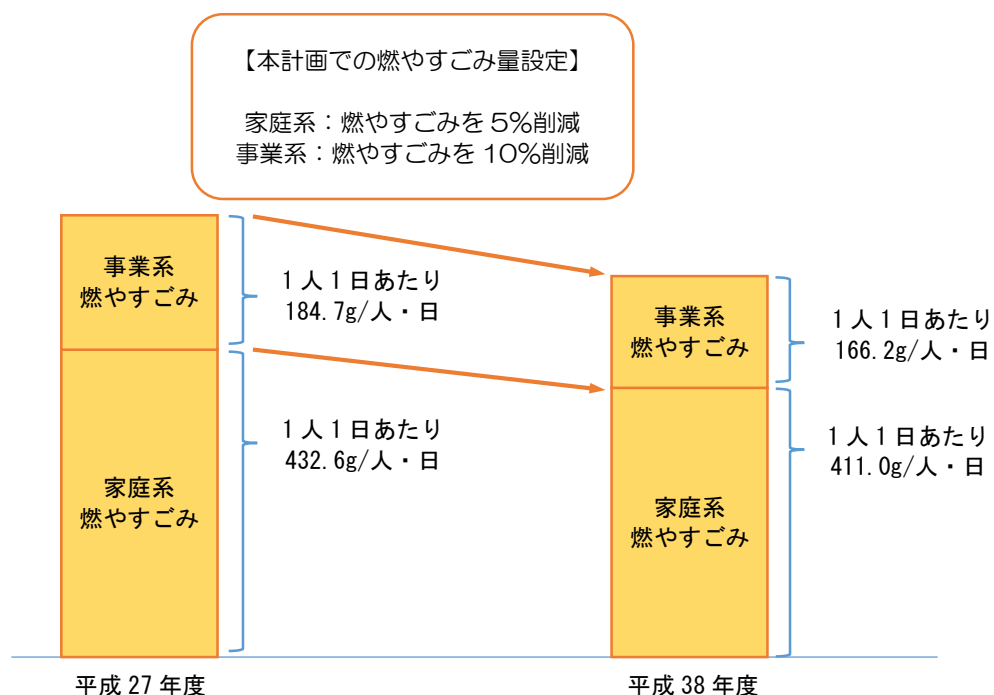 【本計画での燃やすごみ量設定】
家庭系：燃やすごみを 5%削減
事業系：燃やすごみを 10%削減
事業系
燃やすごみ
1人1日あたり
184.7g/人・日
家庭系
燃やすごみ
1人1日あたり
432.6g/人・日
事業系
燃やすごみ
1人1日あたり
166.2g/人・日
家庭系
燃やすごみ
1人1日あたり
411.0g/人・日
平成 27 年度
平成 38 年度